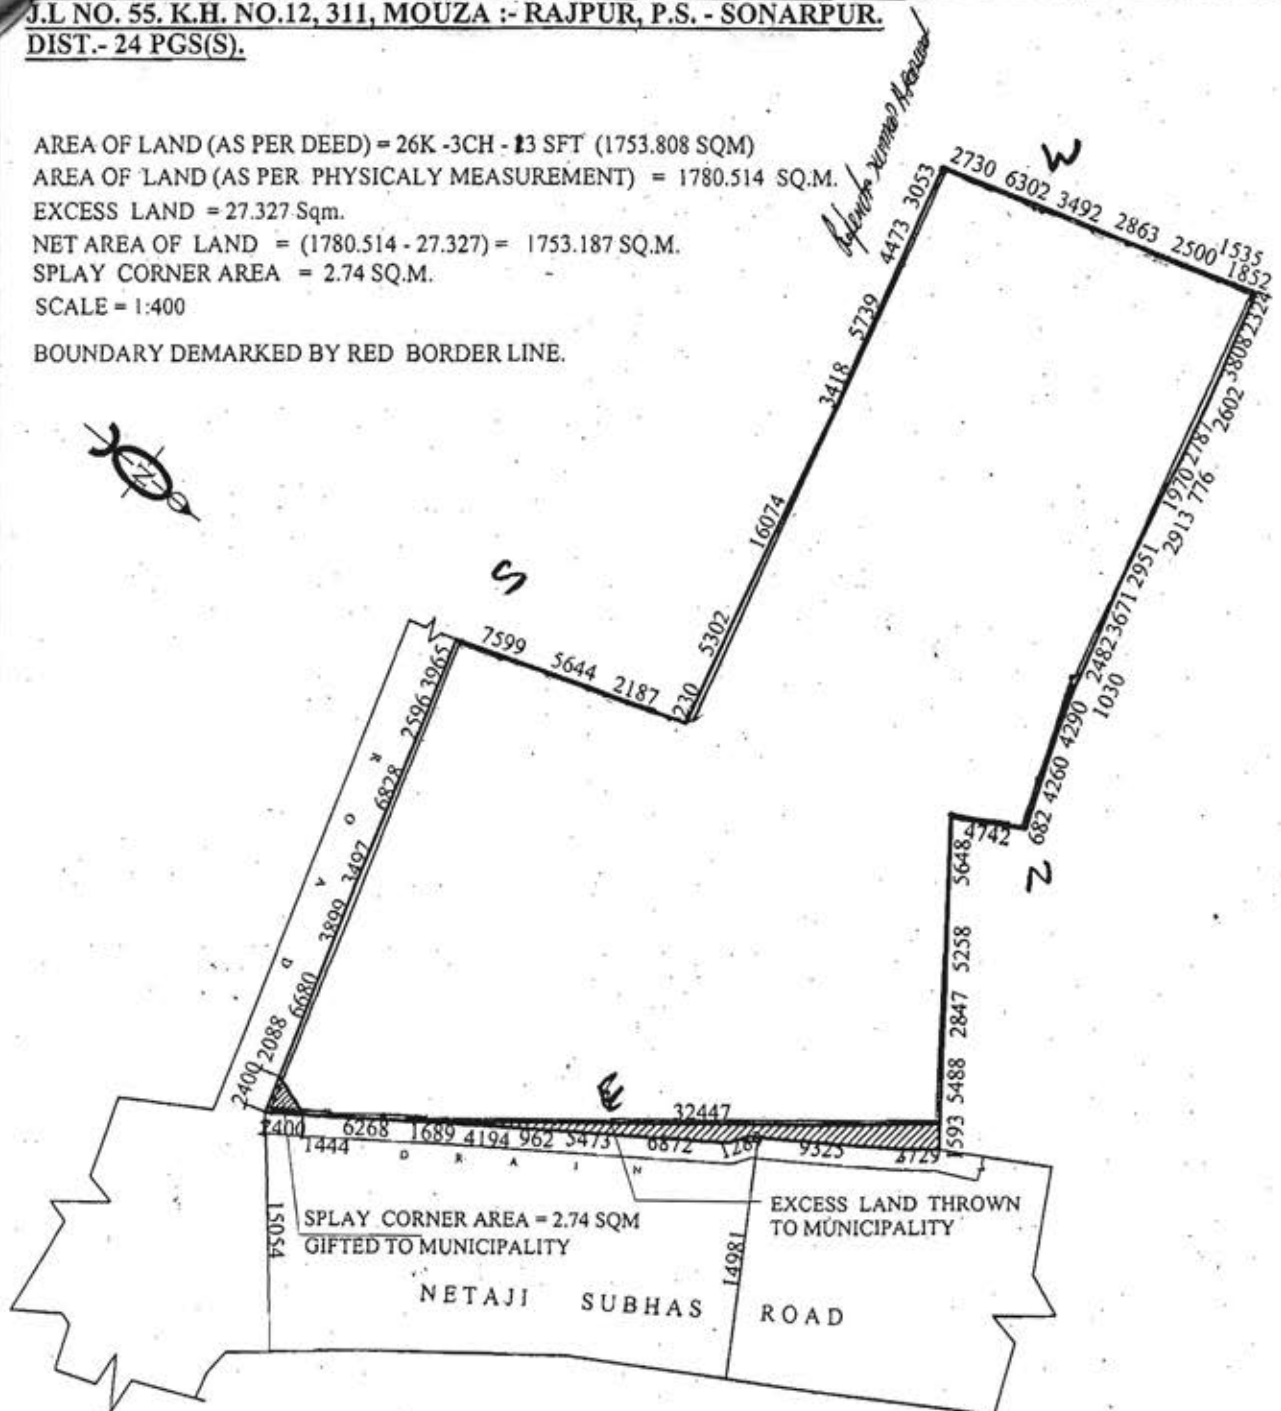 J.L NO. 55. K.H. NO.12, 311, MOUZA :- RAJPUR, P.S. - SONARPUR.
DIST.- 24 PGS(S).
AREA OF LAND (AS PER DEED) = 26K -3CH - 23 SFT (1753.808 SQM)
AREA OF LAND (AS PER PHYSICALY MEASUREMENT) = 1780.514 SQ.M.
EXCESS LAND = 27.327 Sqm.
NET AREA OF LAND = (1780.514 - 27.327) = 1753.187 SQ.M.
SPLAY CORNER AREA = 2.74 SQ.M.
SCALE = 1:400
BOUNDARY DEMARKED BY RED BORDER LINE.
W
2730 6302 3492 2863 2500 1535
1852
3053
4473
5739
3418
16074
5302
230
2324
3808
2602
2781
1970 776
2913
2951
3671
2482
1030
4290
4260
682
N
S
N
7599 5644 2187
3965
2596
6828
3497
3899
6680
2088
2400
ROAD
4742
5648
5258
2847
5488
1593
E
32447
2400 6268 1689 4194 962 5473 6872 9325 2729
1444
DRAIN
15054
14981
SPLAY CORNER AREA = 2.74 SQM
GIFTED TO MUNICIPALITY
EXCESS LAND THROWN
TO MUNICIPALITY
NETAJI SUBHAS ROAD